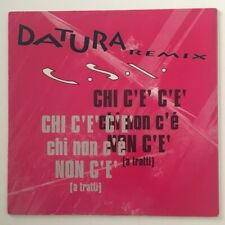 DATURA REMIX
C.S.I.
CHI C'E' C'E'
chi non c'è
NON C'E'
[a tratti]
CHI C'E' C'E'
chi non c'è
NON C'E'
[a tratti]